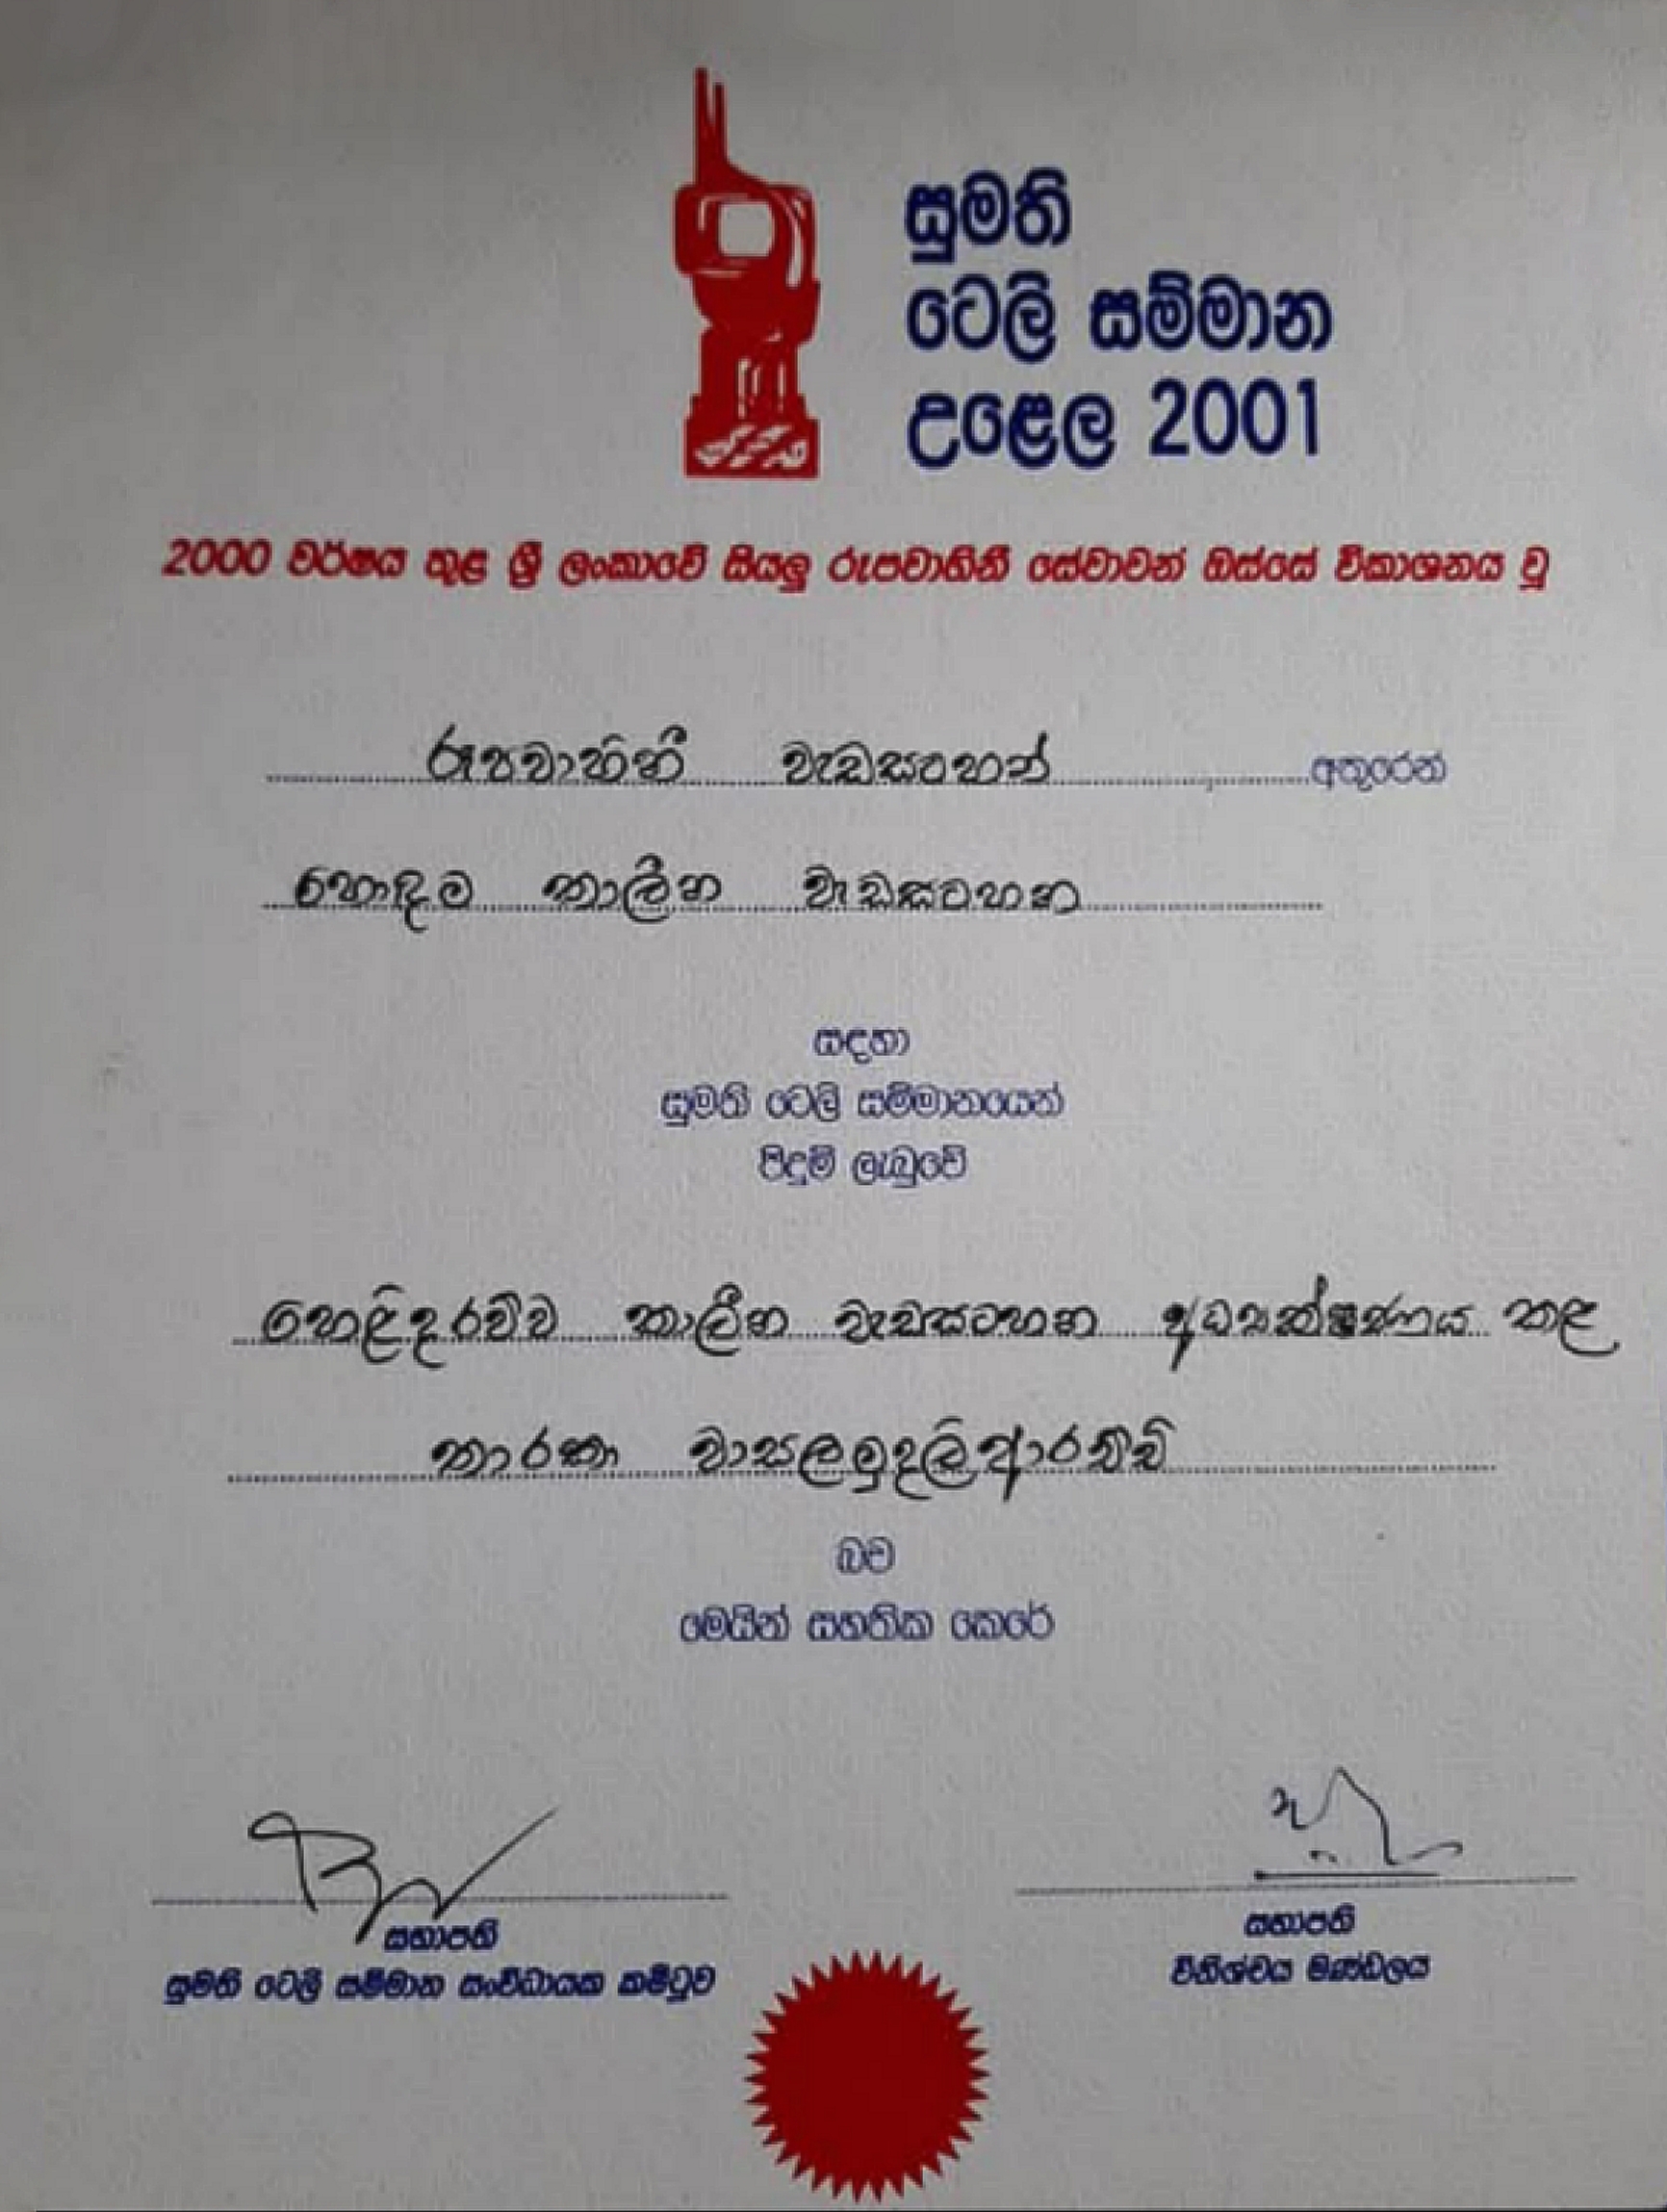 සුමති
ටෙලි සම්මාන
උළෙල 2001
2000 වර්ෂය තුළ ශ්‍රී ලංකාවේ සියලු රූපවාහිනී සේවාවන් ඔස්සේ විකාශනය වූ
රූපවාහිනී වැඩසටහන් අතුරෙන්
හොඳම කාලීන වැඩසටහන
සඳහා
සුමති ටෙලි සම්මානයෙන්
පිදුම් ලැබුවේ
හෙළිදරව්ව කාලීන වැඩසටහන අධ්‍යක්ෂණය කළ
තාරකා වාසලමුදලිආරච්චි
බව
මෙයින් සහතික කෙරේ
සභාපති
සුමති ටෙලි සම්මාන සංවිධායක කමිටුව
සභාපති
විනිශ්චය මණ්ඩලය